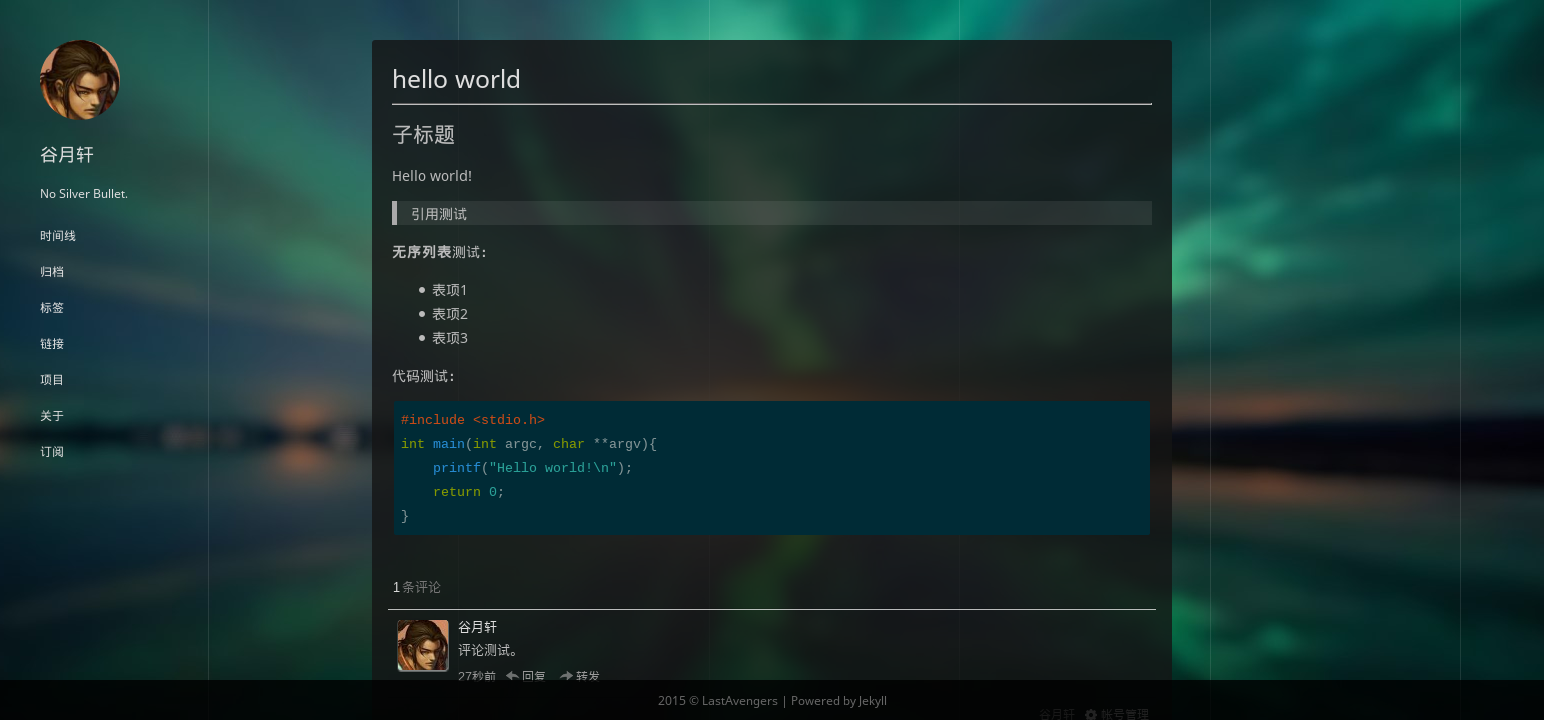 谷月轩
No Silver Bullet.
时间线
归档
标签
链接
项目
关于
订阅
hello world
子标题
Hello world!
引用测试
无序列表测试：
表项1
表项2
表项3
代码测试：
#include <stdio.h>
int main(int argc, char **argv){
    printf("Hello world!\n");
    return 0;
}
1条评论
谷月轩
评论测试。
27秒前 回复 转发
谷月轩 帐号管理
2015 © LastAvengers | Powered by Jekyll